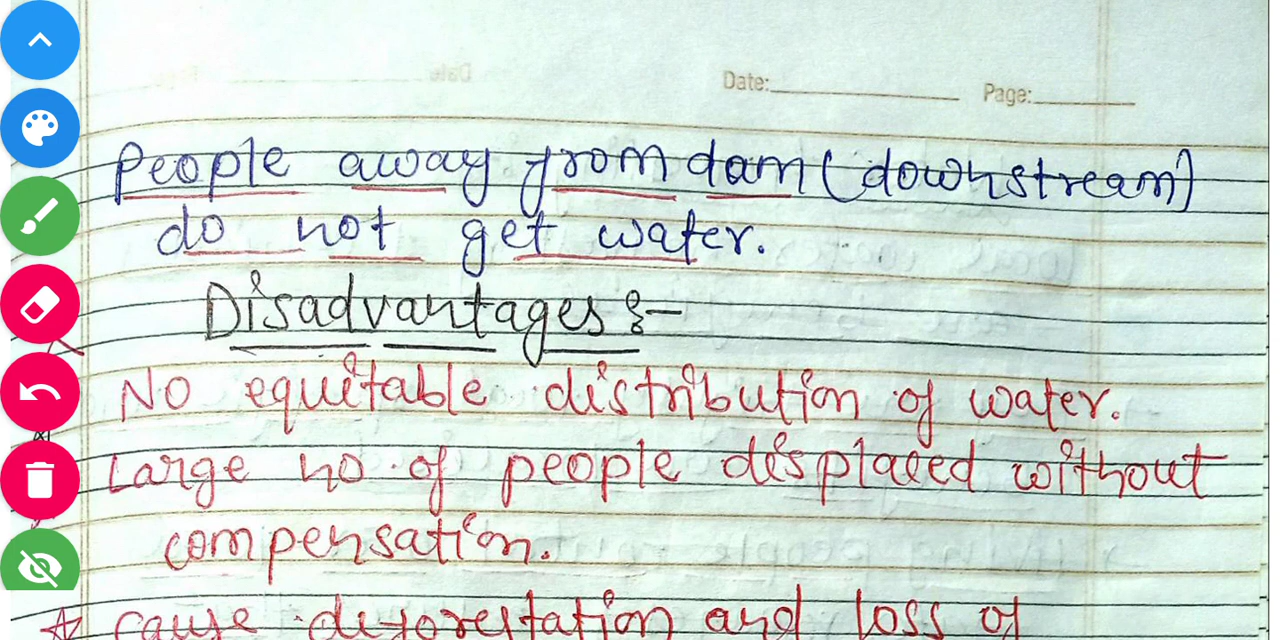 Date:
Page:
People away from dam (downstream)
do not get water.
Disadvantages :-
No equitable distribution of water.
Large no. of people displaced without
compensation.
cause deforestation and loss of